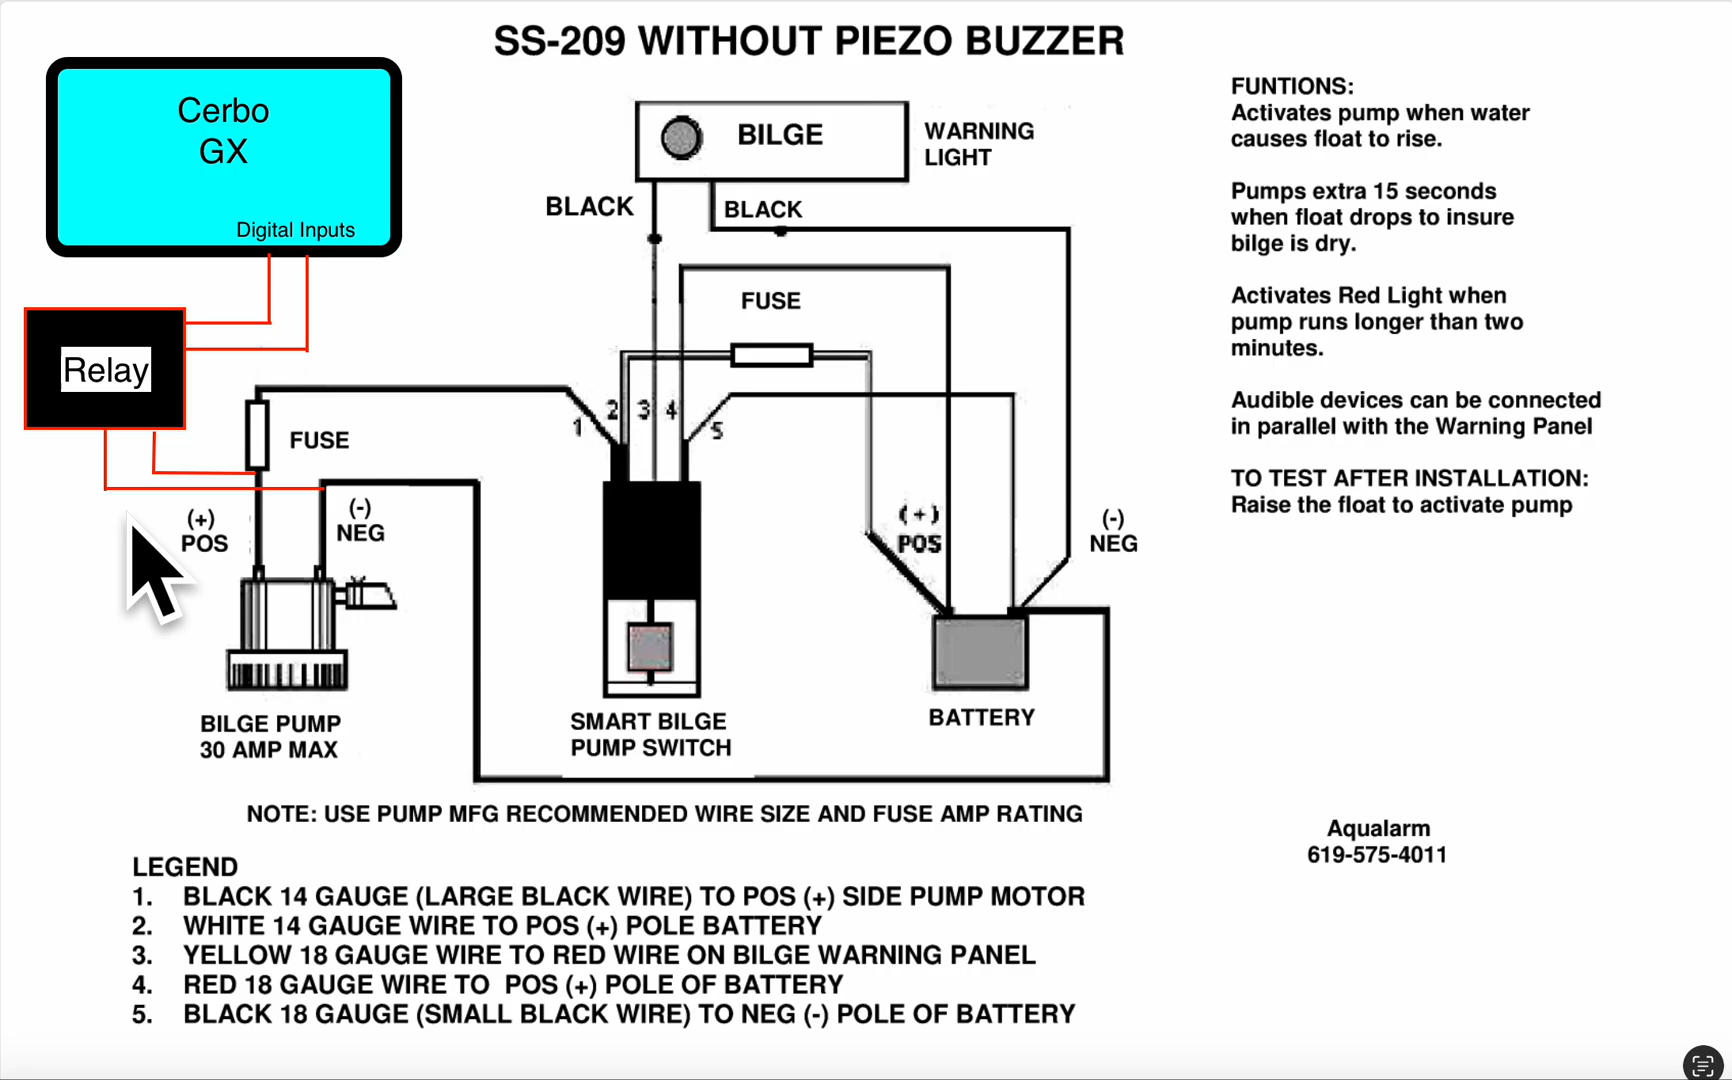 SS-209 WITHOUT PIEZO BUZZER
Cerbo
GX
Digital Inputs
Relay
BILGE
WARNING
LIGHT
BLACK
BLACK
FUSE
FUSE
1
2
3
4
5
(+)
POS
(-)
NEG
(+)
POS
(-)
NEG
BILGE PUMP
30 AMP MAX
SMART BILGE
PUMP SWITCH
BATTERY
FUNTIONS:
Activates pump when water
causes float to rise.
Pumps extra 15 seconds
when float drops to insure
bilge is dry.
Activates Red Light when
pump runs longer than two
minutes.
Audible devices can be connected
in parallel with the Warning Panel
TO TEST AFTER INSTALLATION:
Raise the float to activate pump
NOTE: USE PUMP MFG RECOMMENDED WIRE SIZE AND FUSE AMP RATING
Aqualarm
619-575-4011
LEGEND
1. BLACK 14 GAUGE (LARGE BLACK WIRE) TO POS (+) SIDE PUMP MOTOR
2. WHITE 14 GAUGE WIRE TO POS (+) POLE BATTERY
3. YELLOW 18 GAUGE WIRE TO RED WIRE ON BILGE WARNING PANEL
4. RED 18 GAUGE WIRE TO POS (+) POLE OF BATTERY
5. BLACK 18 GAUGE (SMALL BLACK WIRE) TO NEG (-) POLE OF BATTERY